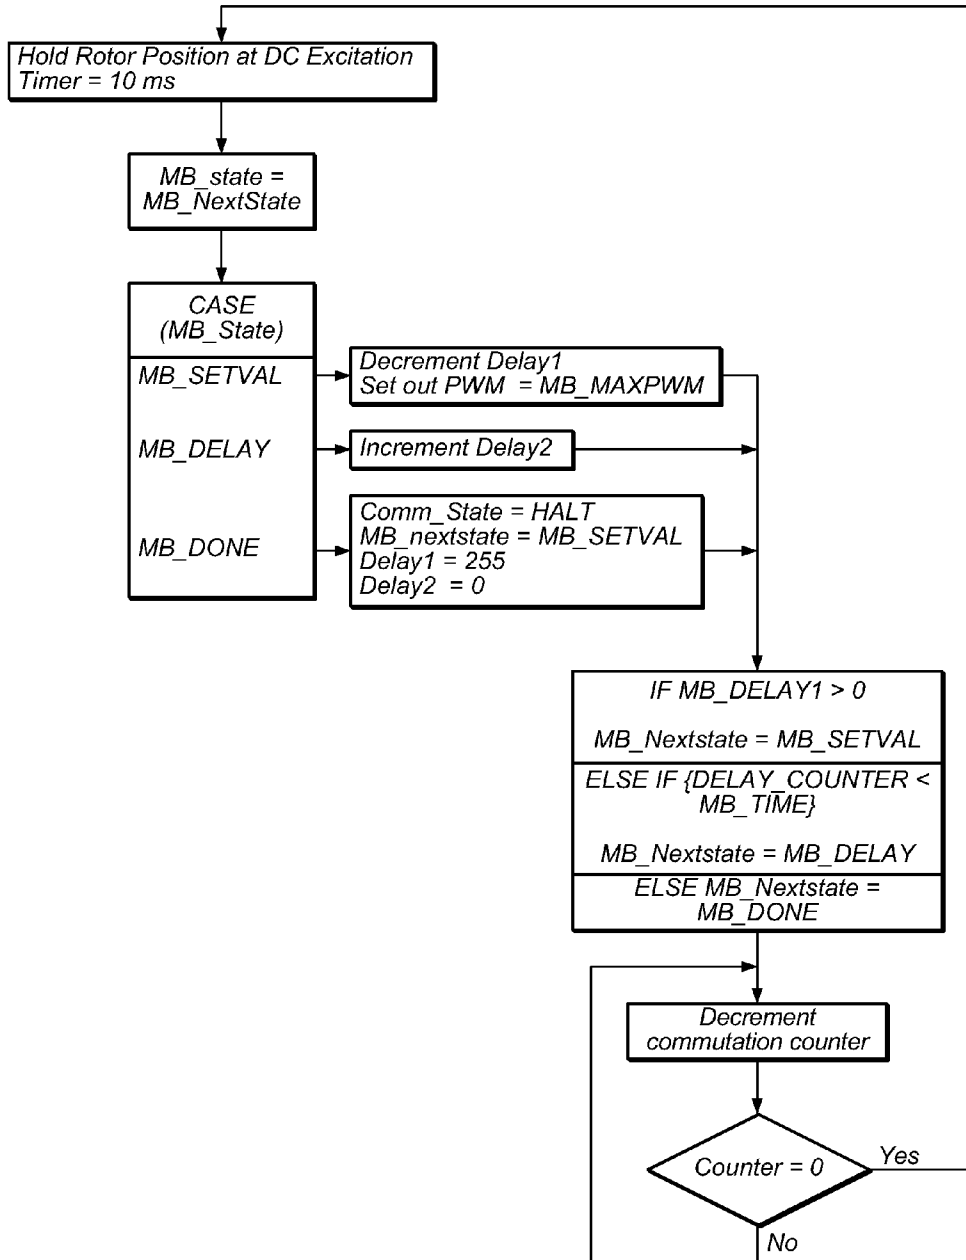 Hold Rotor Position at DC Excitation
Timer = 10 ms
MB_state =
MB_NextState
CASE
(MB_State)
MB_SETVAL
Decrement Delay1
Set out PWM = MB_MAXPWM
MB_DELAY
Increment Delay2
MB_DONE
Comm_State = HALT
MB_nextstate = MB_SETVAL
Delay1 = 255
Delay2 = 0
IF MB_DELAY1 > 0
MB_Nextstate = MB_SETVAL
ELSE IF {DELAY_COUNTER <
MB_TIME}
MB_Nextstate = MB_DELAY
ELSE MB_Nextstate =
MB_DONE
Decrement
commutation counter
Counter = 0
Yes
No